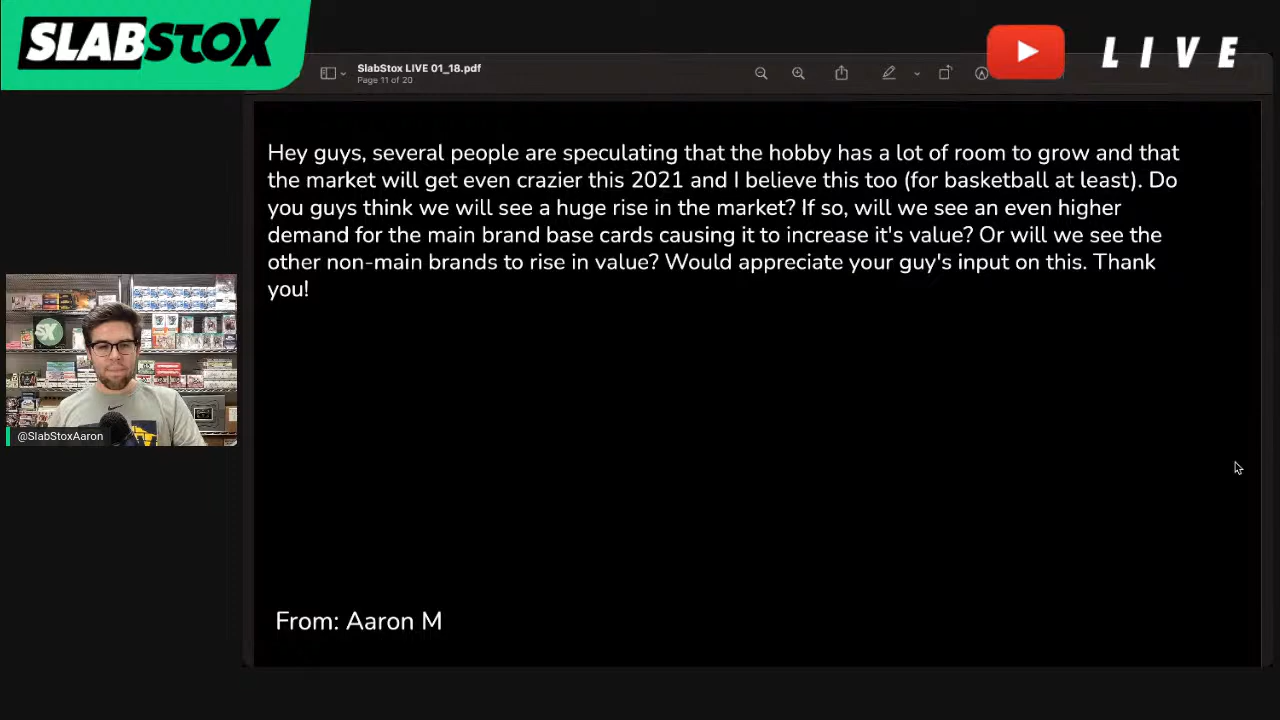 SLABSTOX
LIVE
SlabStox LIVE 01_18.pdf
Page 11 of 20
Hey guys, several people are speculating that the hobby has a lot of room to grow and that
the market will get even crazier this 2021 and I believe this too (for basketball at least). Do
you guys think we will see a huge rise in the market? If so, will we see an even higher
demand for the main brand base cards causing it to increase it's value? Or will we see the
other non-main brands to rise in value? Would appreciate your guy's input on this. Thank
you!
SX
@SlabStoxAaron
From: Aaron M